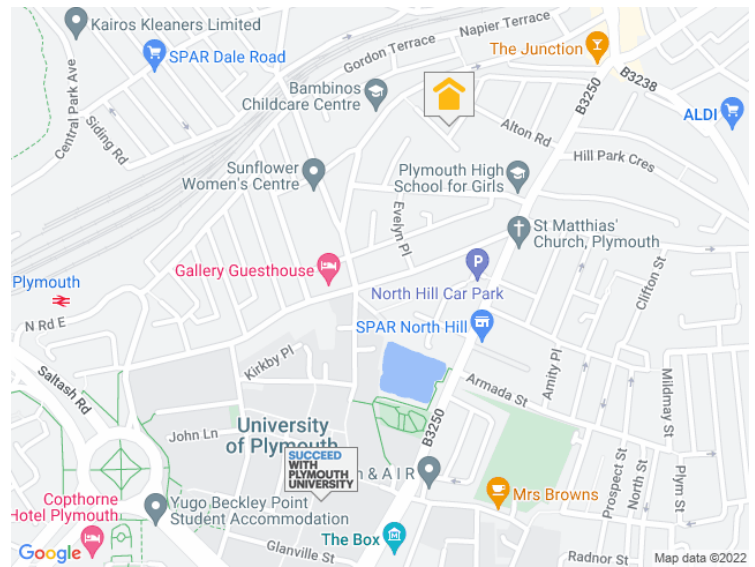 Kairos Kleaners Limited
Napier Terrace
Gordon Terrace
The Junction
SPAR Dale Road
B3250
B3238
Central Park Ave
Siding Rd
Bambinos
Childcare Centre
ALDI
Alton Rd
Hill Park Cres
Sunflower
Women's Centre
Plymouth High
School for Girls
Evelyn Pl
St Matthias'
Church, Plymouth
Gallery Guesthouse
P
Clifton St
Plymouth
North Hill Car Park
N Rd E
SPAR North Hill
Kirkby Pl
Amity Pl
Saltash Rd
Armada St
Mildmay St
John Ln
University
of Plymouth
B3250
SUCCEED
WITH
PLYMOUTH
UNIVERSITY
n & A I R
Prospect St
North St
Plym St
Copthorne
Hotel Plymouth
Yugo Beckley Point
Student Accommodation
Mrs Browns
The Box
Glanville St
Radnor St
Google
Map data ©2022